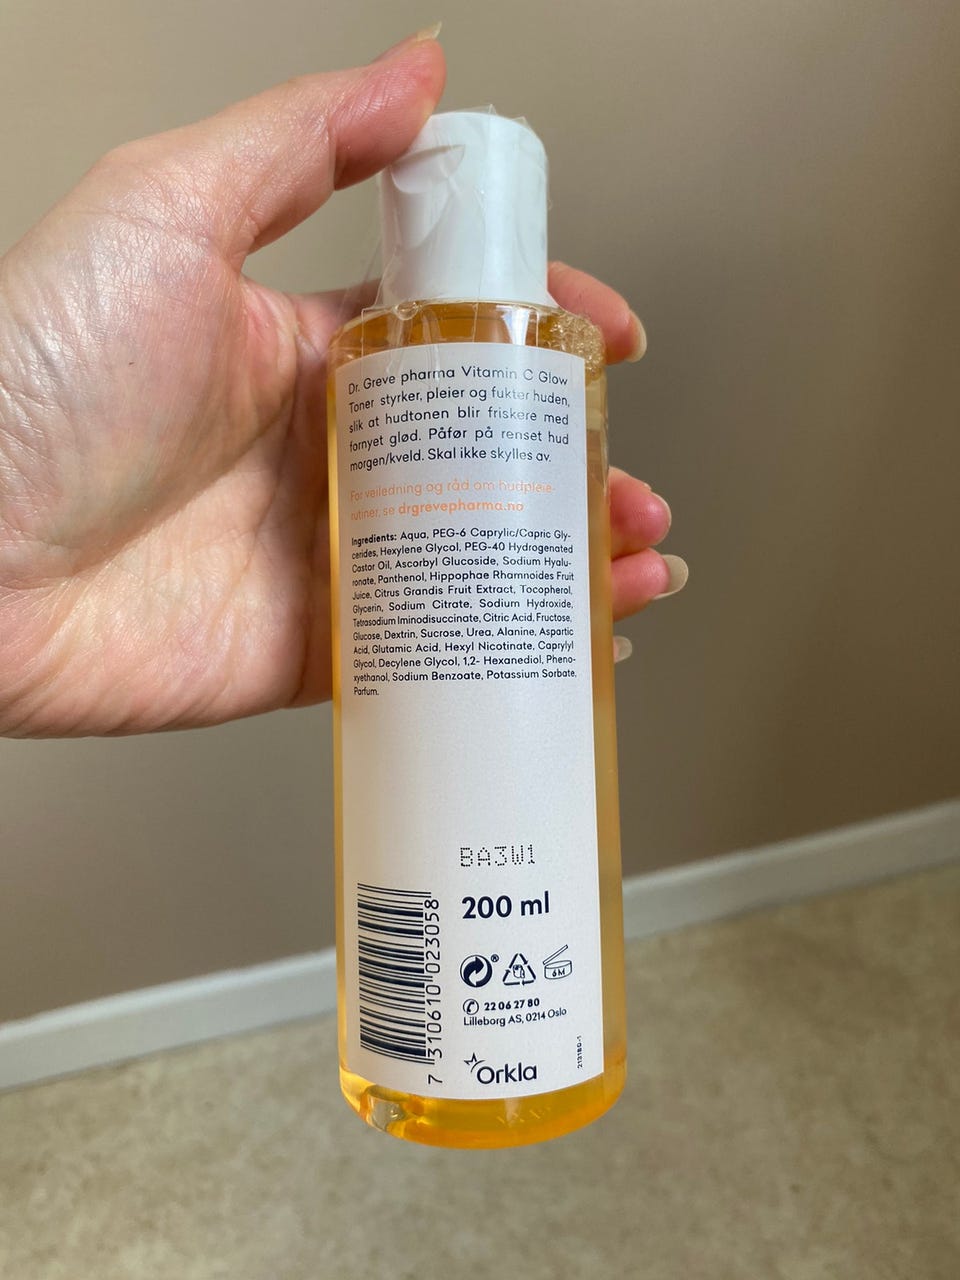 Dr. Greve pharma Vitamin C Glow
Toner styrker, pleier og fukter huden,
slik at hudtonen blir friskere med
fornyet glød. Påfør på renset hud
morgen/kveld. Skal ikke skylles av.
For veiledning og råd om hudpleie-
rutiner, se drgrevepharma.no
Ingredients: Aqua, PEG-6 Caprylic/Capric Gly-
cerides, Hexylene Glycol, PEG-40 Hydrogenated
Castor Oil, Ascorbyl Glucoside, Sodium Hyalu-
ronate, Panthenol, Hippophae Rhamnoides Fruit
Juice, Citrus Grandis Fruit Extract, Tocopherol,
Glycerin, Sodium Citrate, Sodium Hydroxide,
Tetrasodium Iminodisuccinate, Citric Acid, Fructose,
Glucose, Dextrin, Sucrose, Urea, Alanine, Aspartic
Acid, Glutamic Acid, Hexyl Nicotinate, Caprylyl
Glycol, Decylene Glycol, 1,2- Hexanediol, Pheno-
xyethanol, Sodium Benzoate, Potassium Sorbate,
Parfum.
BA3W1
200 ml
7 310610 023058
®
6M
22 06 27 80
Lilleborg AS, 0214 Oslo
Orkla